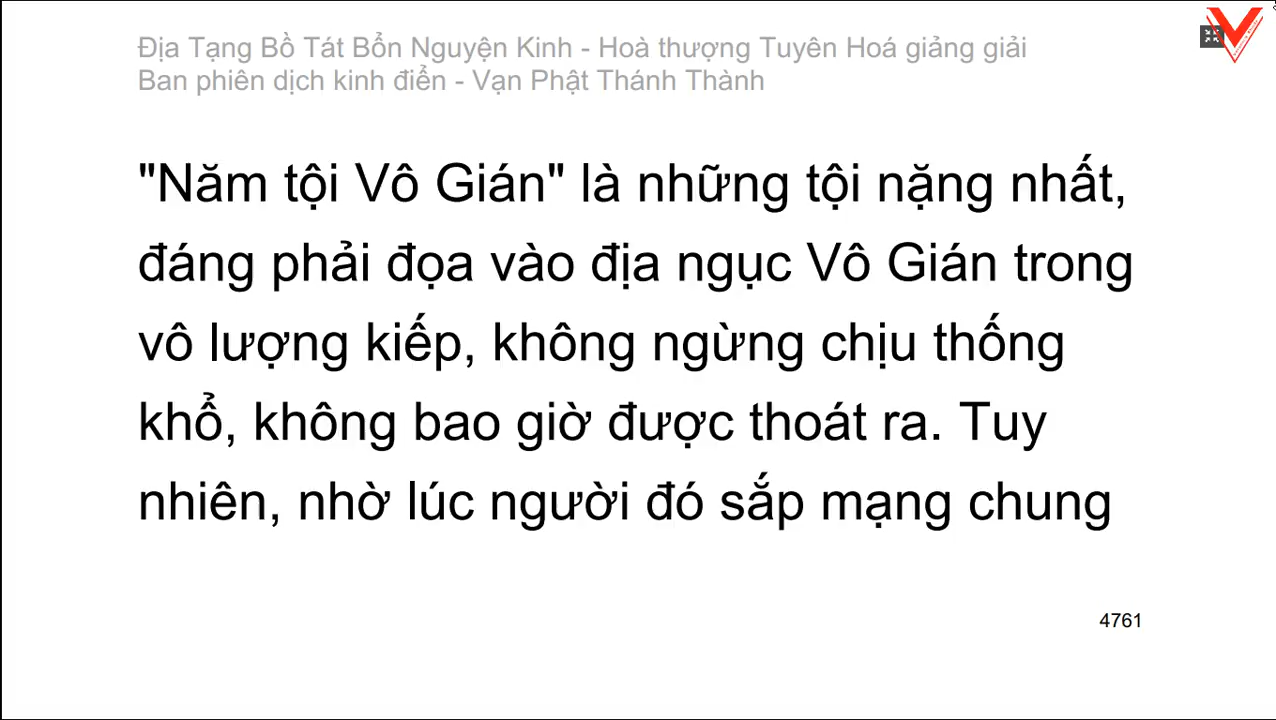 Địa Tạng Bồ Tát Bổn Nguyện Kinh - Hoà thượng Tuyên Hoá giảng giải
Ban phiên dịch kinh điển - Vạn Phật Thánh Thành
"Năm tội Vô Gián" là những tội nặng nhất,
đáng phải đọa vào địa ngục Vô Gián trong
vô lượng kiếp, không ngừng chịu thống
khổ, không bao giờ được thoát ra. Tuy
nhiên, nhờ lúc người đó sắp mạng chung
4761